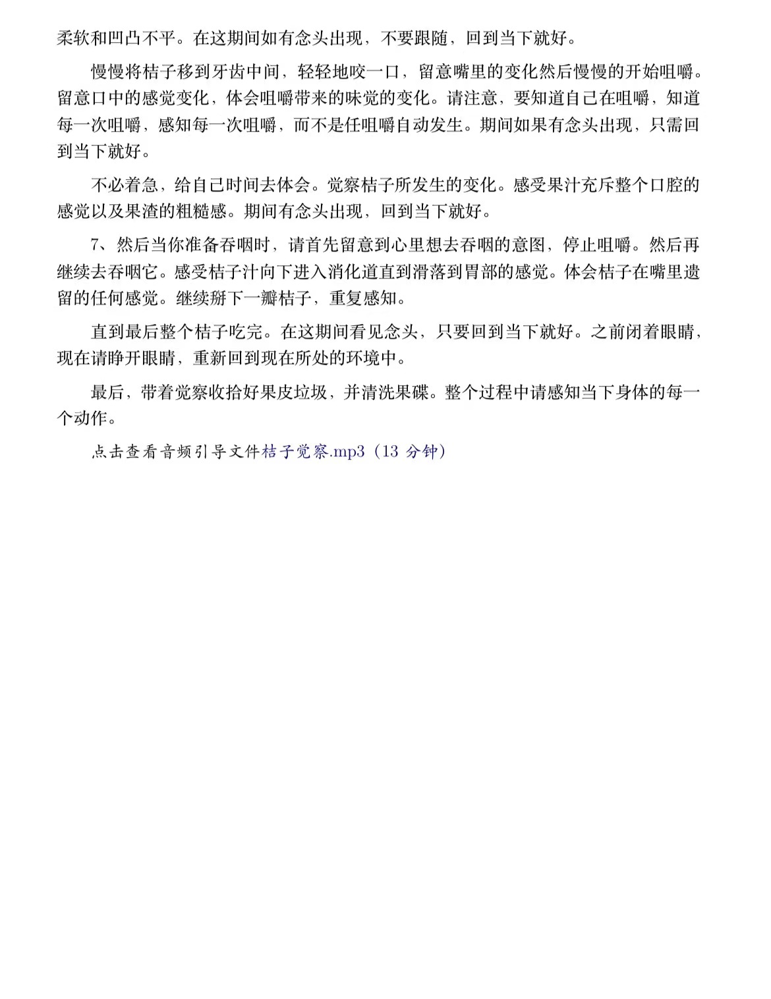 柔软和凹凸不平。在这期间如有念头出现，不要跟随，回到当下就好。
慢慢将桔子移到牙齿中间，轻轻地咬一口，留意嘴里的变化然后慢慢的开始咀嚼。
留意口中的感觉变化，体会咀嚼带来的味觉的变化。请注意，要知道自己在咀嚼，知道
每一次咀嚼，感知每一次咀嚼，而不是任咀嚼自动发生。期间如果有念头出现，只需回
到当下就好。
不必着急，给自己时间去体会。觉察桔子所发生的变化。感受果汁充斥整个口腔的
感觉以及果渣的粗糙感。期间有念头出现，回到当下就好。
7、然后当你准备吞咽时，请首先留意到心里想去吞咽的意图，停止咀嚼。然后再
继续去吞咽它。感受桔子汁向下进入消化道直到滑落到胃部的感觉。体会桔子在嘴里遗
留的任何感觉。继续掰下一瓣桔子，重复感知。
直到最后整个桔子吃完。在这期间看见念头，只要回到当下就好。之前闭着眼睛，
现在请睁开眼睛，重新回到现在所处的环境中。
最后，带着觉察收拾好果皮垃圾，并清洗果碟。整个过程中请感知当下身体的每一
个动作。
点击查看音频引导文件桔子觉察.mp3（13 分钟）